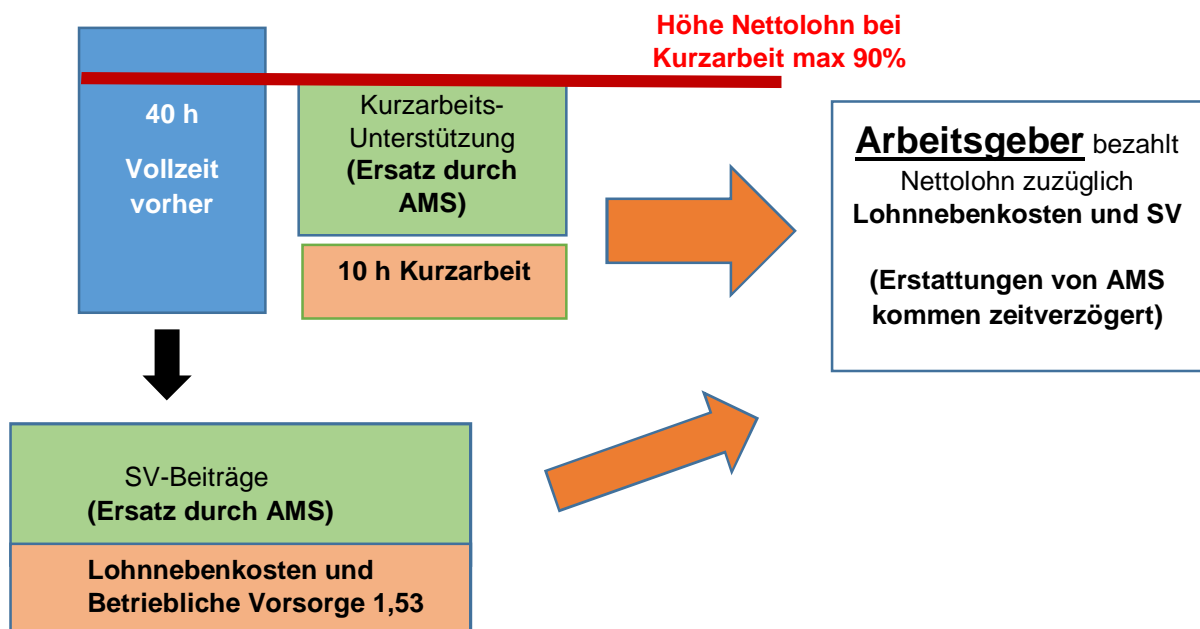 Höhe Nettolohn bei
Kurzarbeit max 90%
40 h
Vollzeit
vorher
Kurzarbeits-
Unterstützung
(Ersatz durch
AMS)
10 h Kurzarbeit
Arbeitsgeber bezahlt
Nettolohn zuzüglich
Lohnnebenkosten und SV
(Erstattungen von AMS
kommen zeitverzögert)
SV-Beiträge
(Ersatz durch AMS)
Lohnnebenkosten und
Betriebliche Vorsorge 1,53